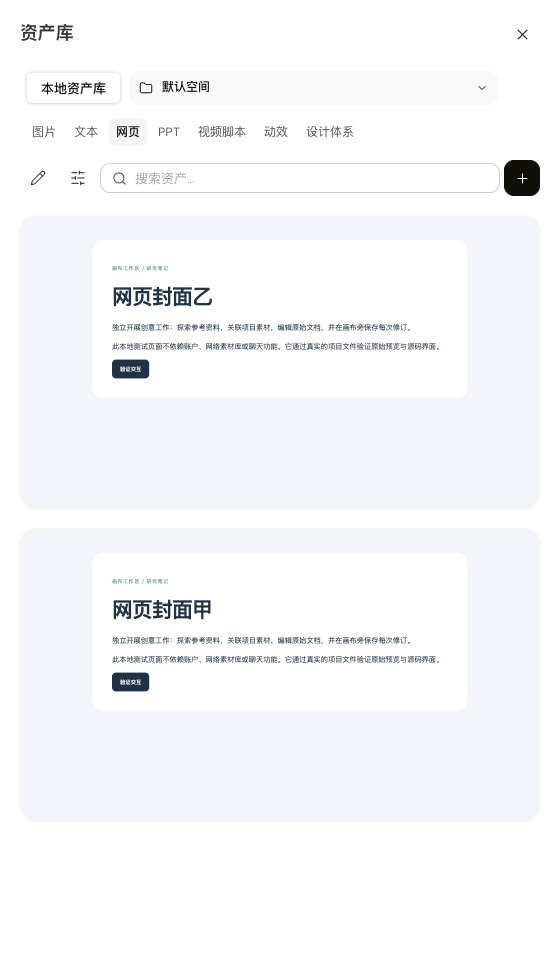 资产库
本地资产库
默认空间
图片 文本 网页 PPT 视频脚本 动效 设计体系
搜索资产...
画布工作区 / 研究笔记
网页封面乙
独立开展创意工作：探索参考资料，关联项目素材，编辑原始文档，并在画布旁保存每次修订。
此本地测试页面不依赖账户、网络素材库或聊天功能。它通过真实的项目文件验证原始预览与源码界面。
验证交互
画布工作区 / 研究笔记
网页封面甲
独立开展创意工作：探索参考资料，关联项目素材，编辑原始文档，并在画布旁保存每次修订。
此本地测试页面不依赖账户、网络素材库或聊天功能。它通过真实的项目文件验证原始预览与源码界面。
验证交互